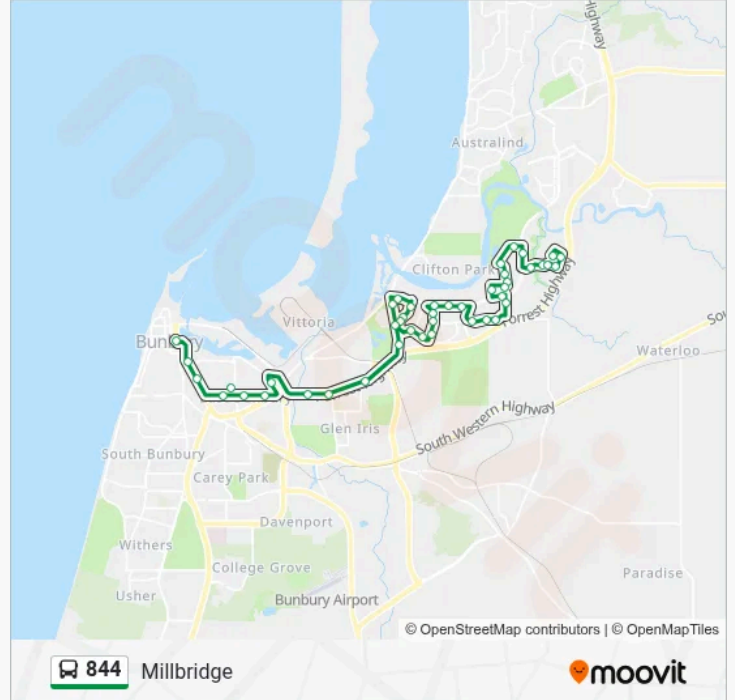 Highway
Australind
Clifton Park
Forrest Highway
Vittoria
Bunbury
Waterloo
Glen Iris
South Western Highway
South Bunbury
Carey Park
Davenport
Withers
College Grove
Paradise
Usher
Bunbury Airport
© OpenStreetMap contributors | © OpenMapTiles
844 Millbridge
moovit